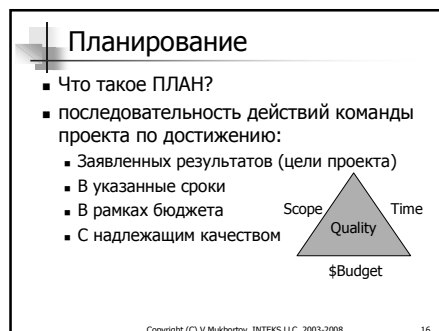 Планирование
Что такое ПЛАН?
последовательность действий команды
проекта по достижению:
Заявленных результатов (цели проекта)
В указанные сроки
В рамках бюджета
С надлежащим качеством
Scope
Time
Quality
$Budget
Copyright (C) V.Mukhortov, INTEKS LLC, 2003-2008
16